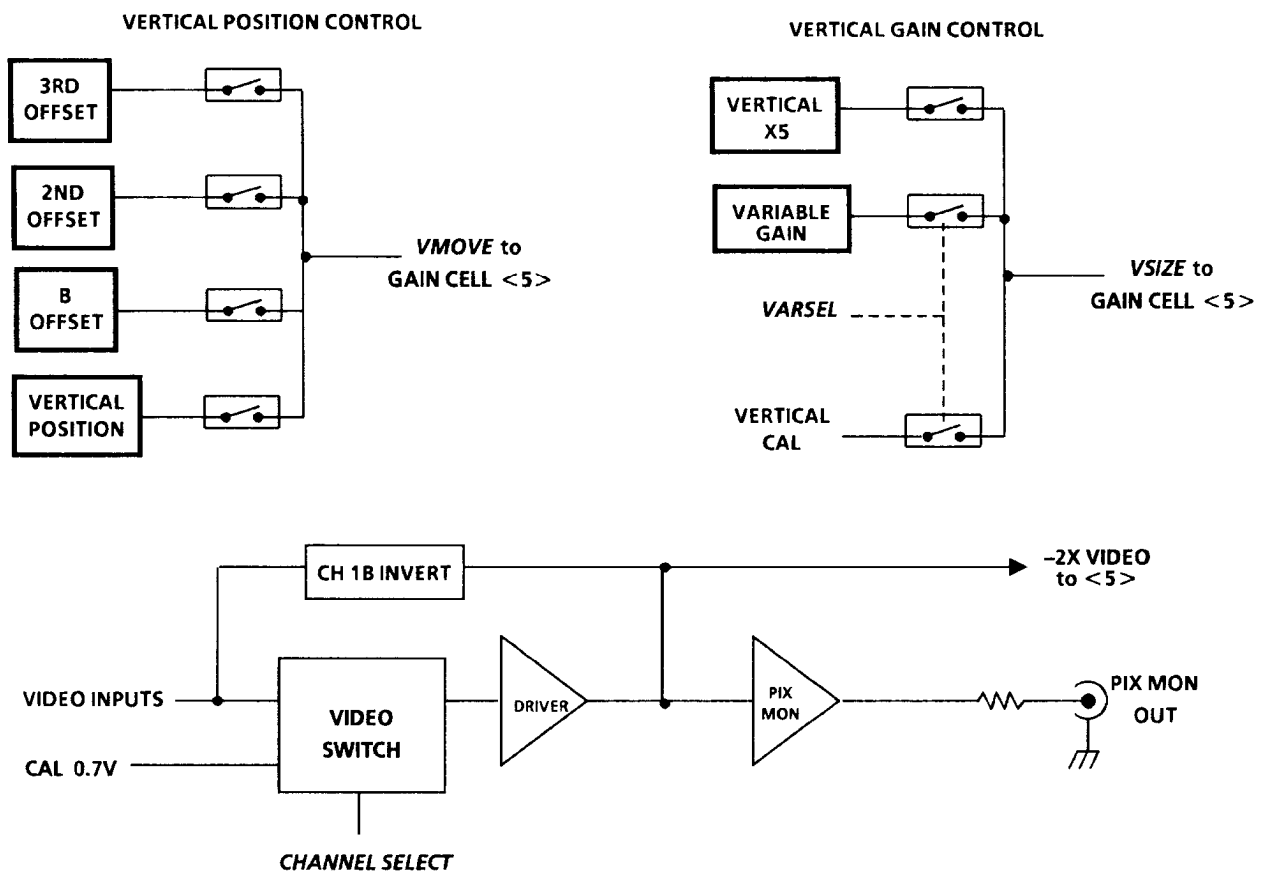 VERTICAL POSITION CONTROL
3RD
OFFSET
2ND
OFFSET
B
OFFSET
VERTICAL
POSITION
VMOVE to
GAIN CELL <5>
VERTICAL GAIN CONTROL
VERTICAL
X5
VARIABLE
GAIN
VARSEL
VERTICAL
CAL
VSIZE to
GAIN CELL <5>
CH 1B INVERT
–2X VIDEO
to <5>
VIDEO INPUTS
CAL 0.7V
VIDEO
SWITCH
CHANNEL SELECT
DRIVER
PIX
MON
PIX MON
OUT